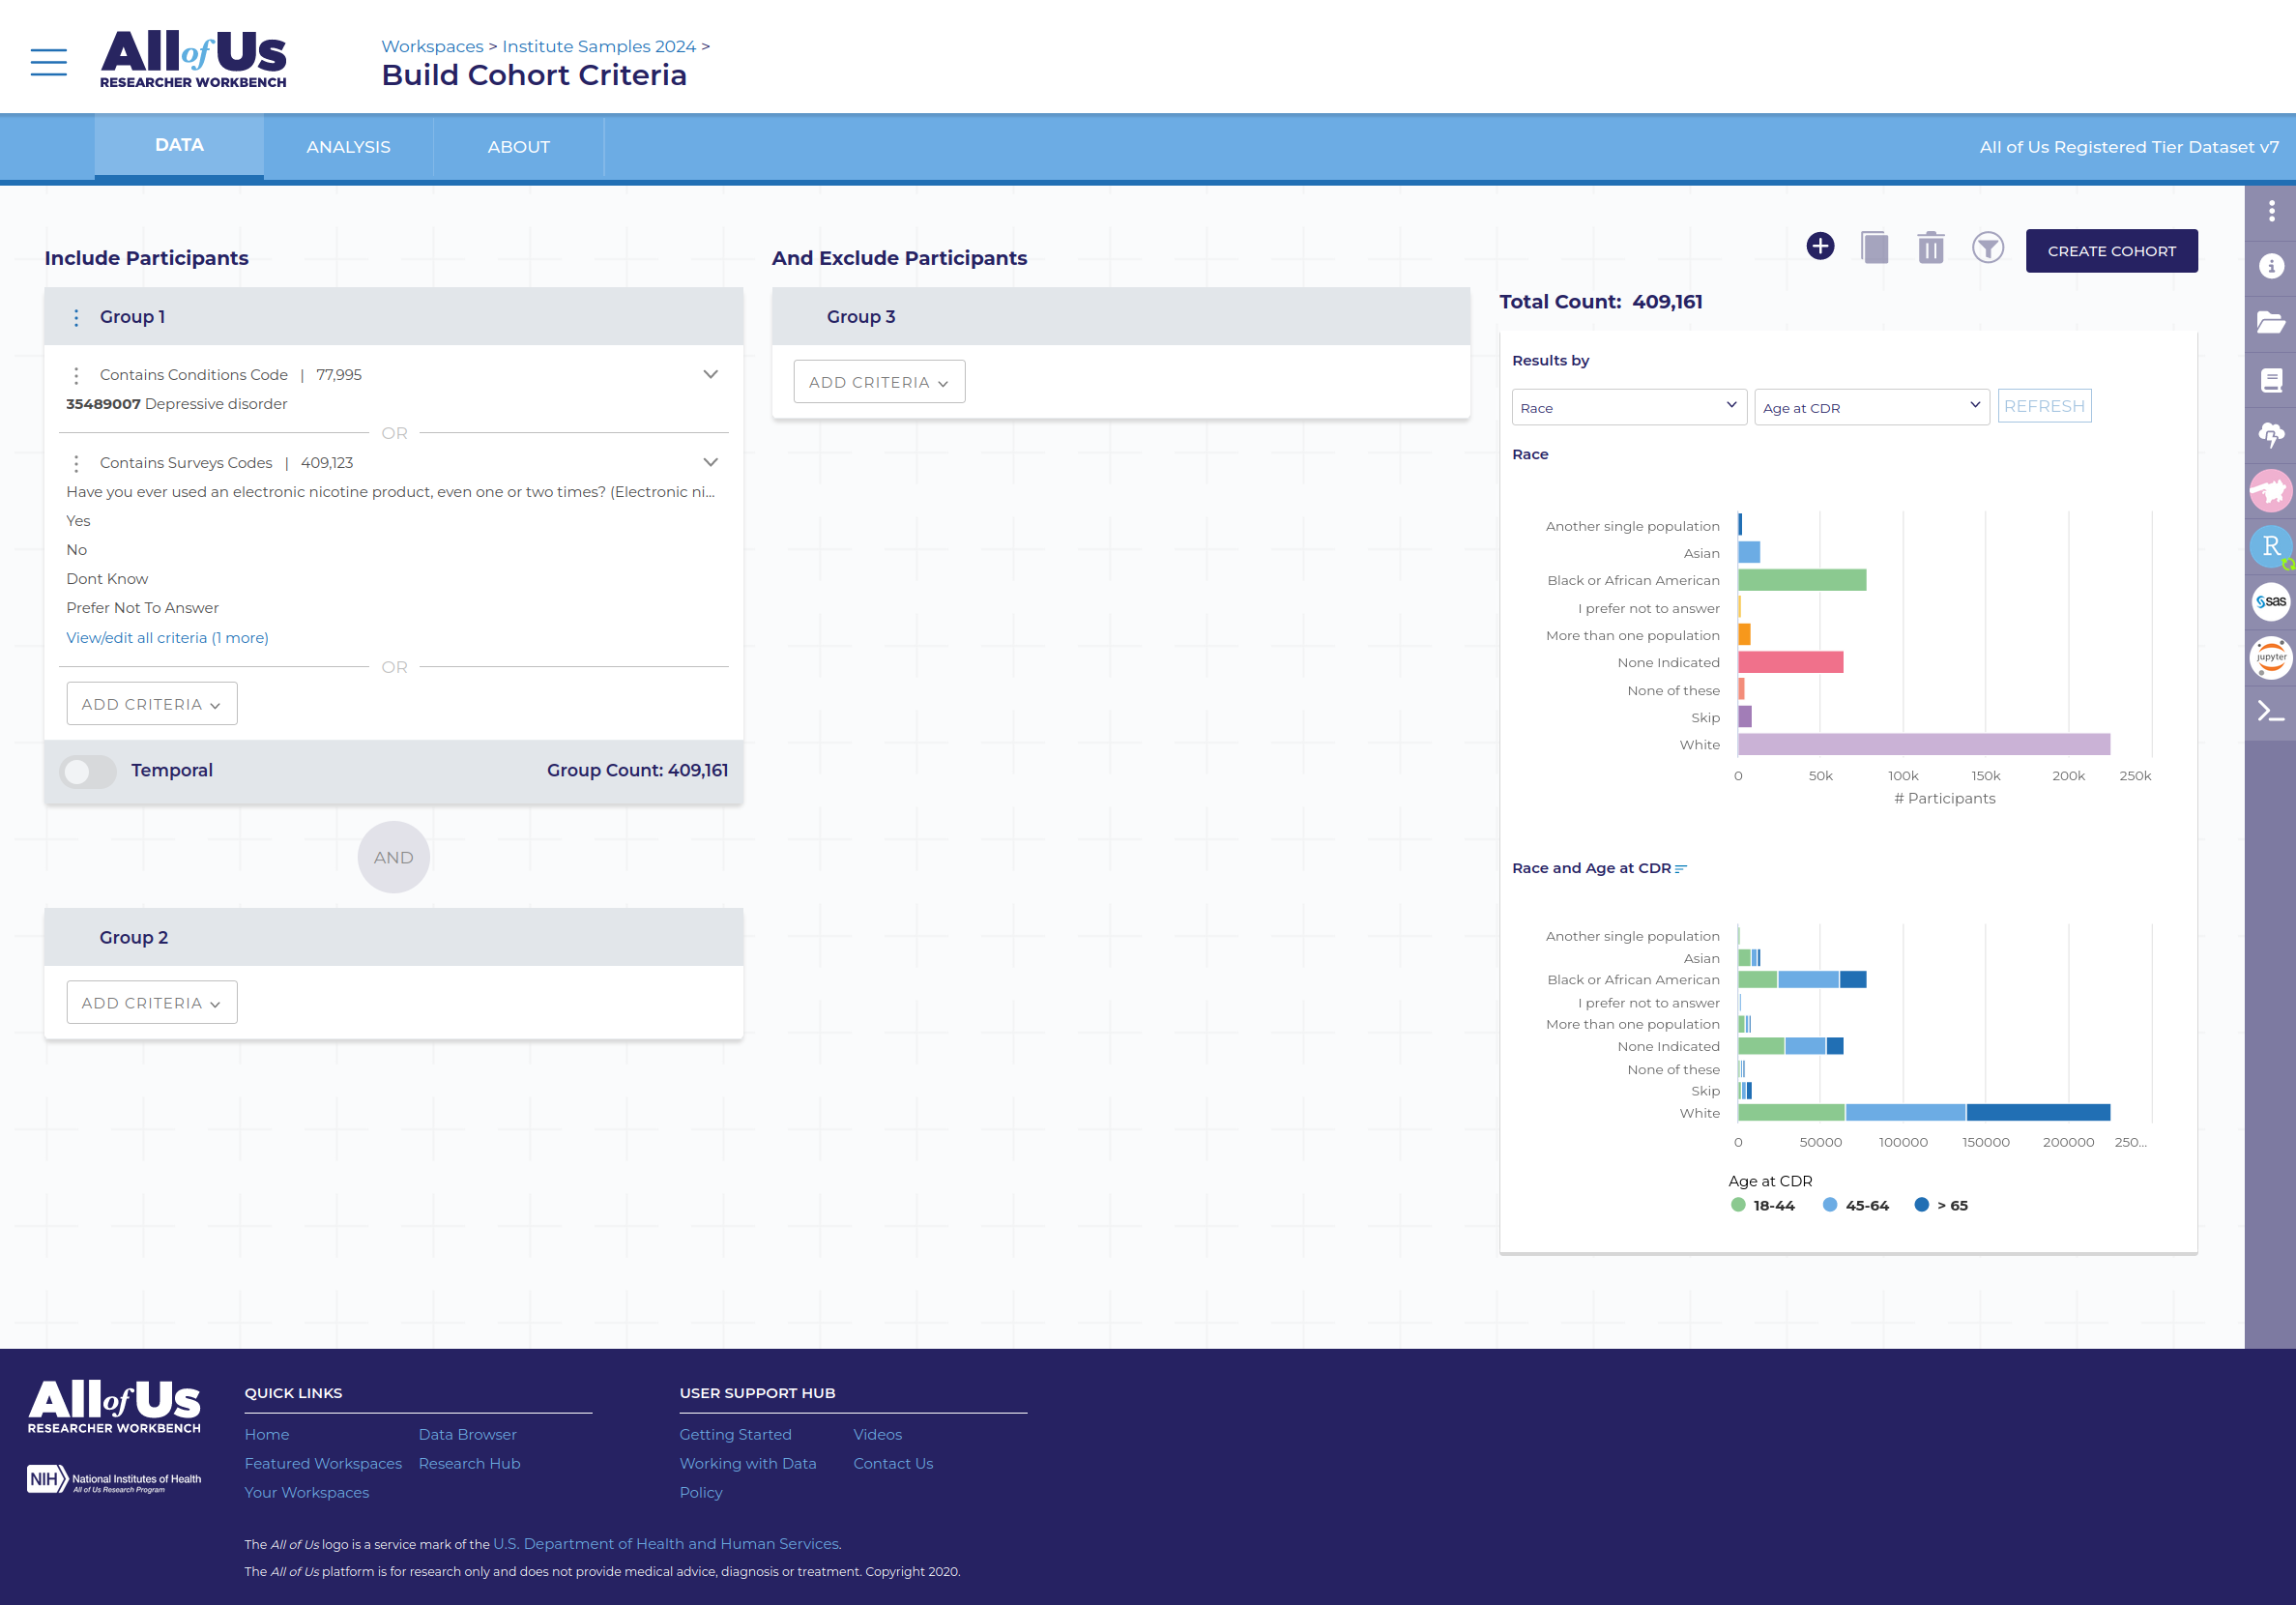 All of Us
RESEARCHER WORKBENCH
Workspaces > Institute Samples 2024 >
Build Cohort Criteria
DATA
ANALYSIS
ABOUT
All of Us Registered Tier Dataset v7
Include Participants
Group 1
Contains Conditions Code | 77,995
35489007 Depressive disorder
OR
Contains Surveys Codes | 409,123
Have you ever used an electronic nicotine product, even one or two times? (Electronic ni...
Yes
No
Dont Know
Prefer Not To Answer
View/edit all criteria (1 more)
OR
ADD CRITERIA
Temporal
Group Count: 409,161
AND
Group 2
ADD CRITERIA
And Exclude Participants
Group 3
ADD CRITERIA
CREATE COHORT
Total Count: 409,161
Results by
Race
Age at CDR
REFRESH
Race
Another single population
Asian
Black or African American
I prefer not to answer
More than one population
None Indicated
None of these
Skip
White
0 50k 100k 150k 200k 250k
# Participants
Race and Age at CDR
Another single population
Asian
Black or African American
I prefer not to answer
More than one population
None Indicated
None of these
Skip
White
0 50000 100000 150000 200000 250...
Age at CDR
18-44 45-64 > 65
R
sas
jupyter
All of Us
RESEARCHER WORKBENCH
NIH National Institutes of Health
All of Us Research Program
QUICK LINKS
Home
Data Browser
Featured Workspaces
Research Hub
Your Workspaces
USER SUPPORT HUB
Getting Started
Videos
Working with Data
Contact Us
Policy
The All of Us logo is a service mark of the U.S. Department of Health and Human Services.
The All of Us platform is for research only and does not provide medical advice, diagnosis or treatment. Copyright 2020.